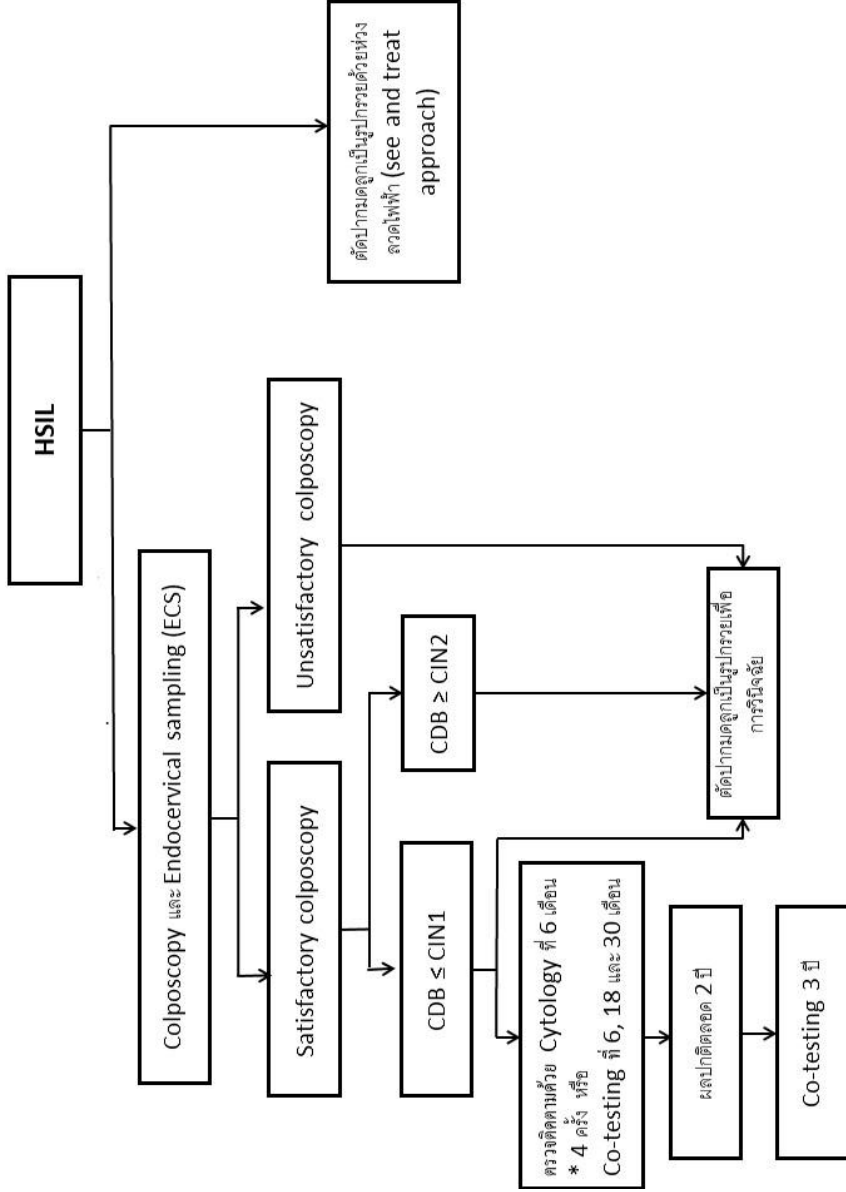 HSIL
Colposcopy และ Endocervical sampling (ECS)
ตัดปากมดลูกเป็นรูปกรวยด้วยห่วง
ลวดไฟฟ้า (see and treat
approach)
Satisfactory colposcopy
Unsatisfactory colposcopy
CDB ≤ CIN1
CDB ≥ CIN2
ตรวจติดตามด้วย Cytology ที่ 6 เดือน
* 4 ครั้ง หรือ
Co-testing ที่ 6, 18 และ 30 เดือน
ตัดปากมดลูกเป็นรูปกรวยเพื่อ
การวินิจฉัย
ผลปกติตลอด 2 ปี
Co-testing 3 ปี